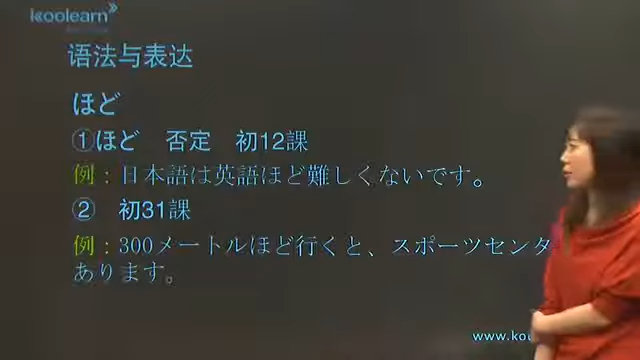 koolearn
语法与表达
ほど
①ほど 否定 初12課
例：日本語は英語ほど難しくないです。
② 初31課
例：300メートルほど行くと、スポーツセンタ
あります。
www.kou